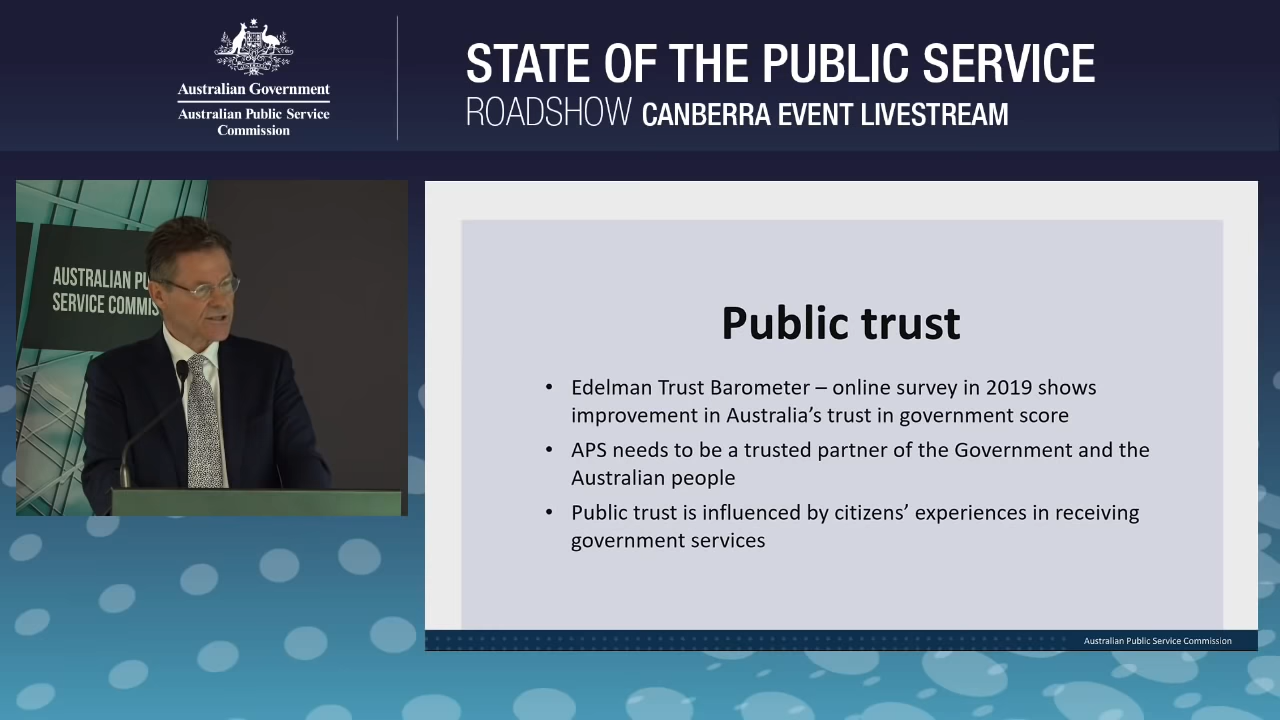 Australian Government
Australian Public Service
Commission
STATE OF THE PUBLIC SERVICE
ROADSHOW CANBERRA EVENT LIVESTREAM
AUSTRALIAN PU
SERVICE COMMIS
Public trust
• Edelman Trust Barometer – online survey in 2019 shows
improvement in Australia’s trust in government score
• APS needs to be a trusted partner of the Government and the
Australian people
• Public trust is influenced by citizens’ experiences in receiving
government services
Australian Public Service Commission